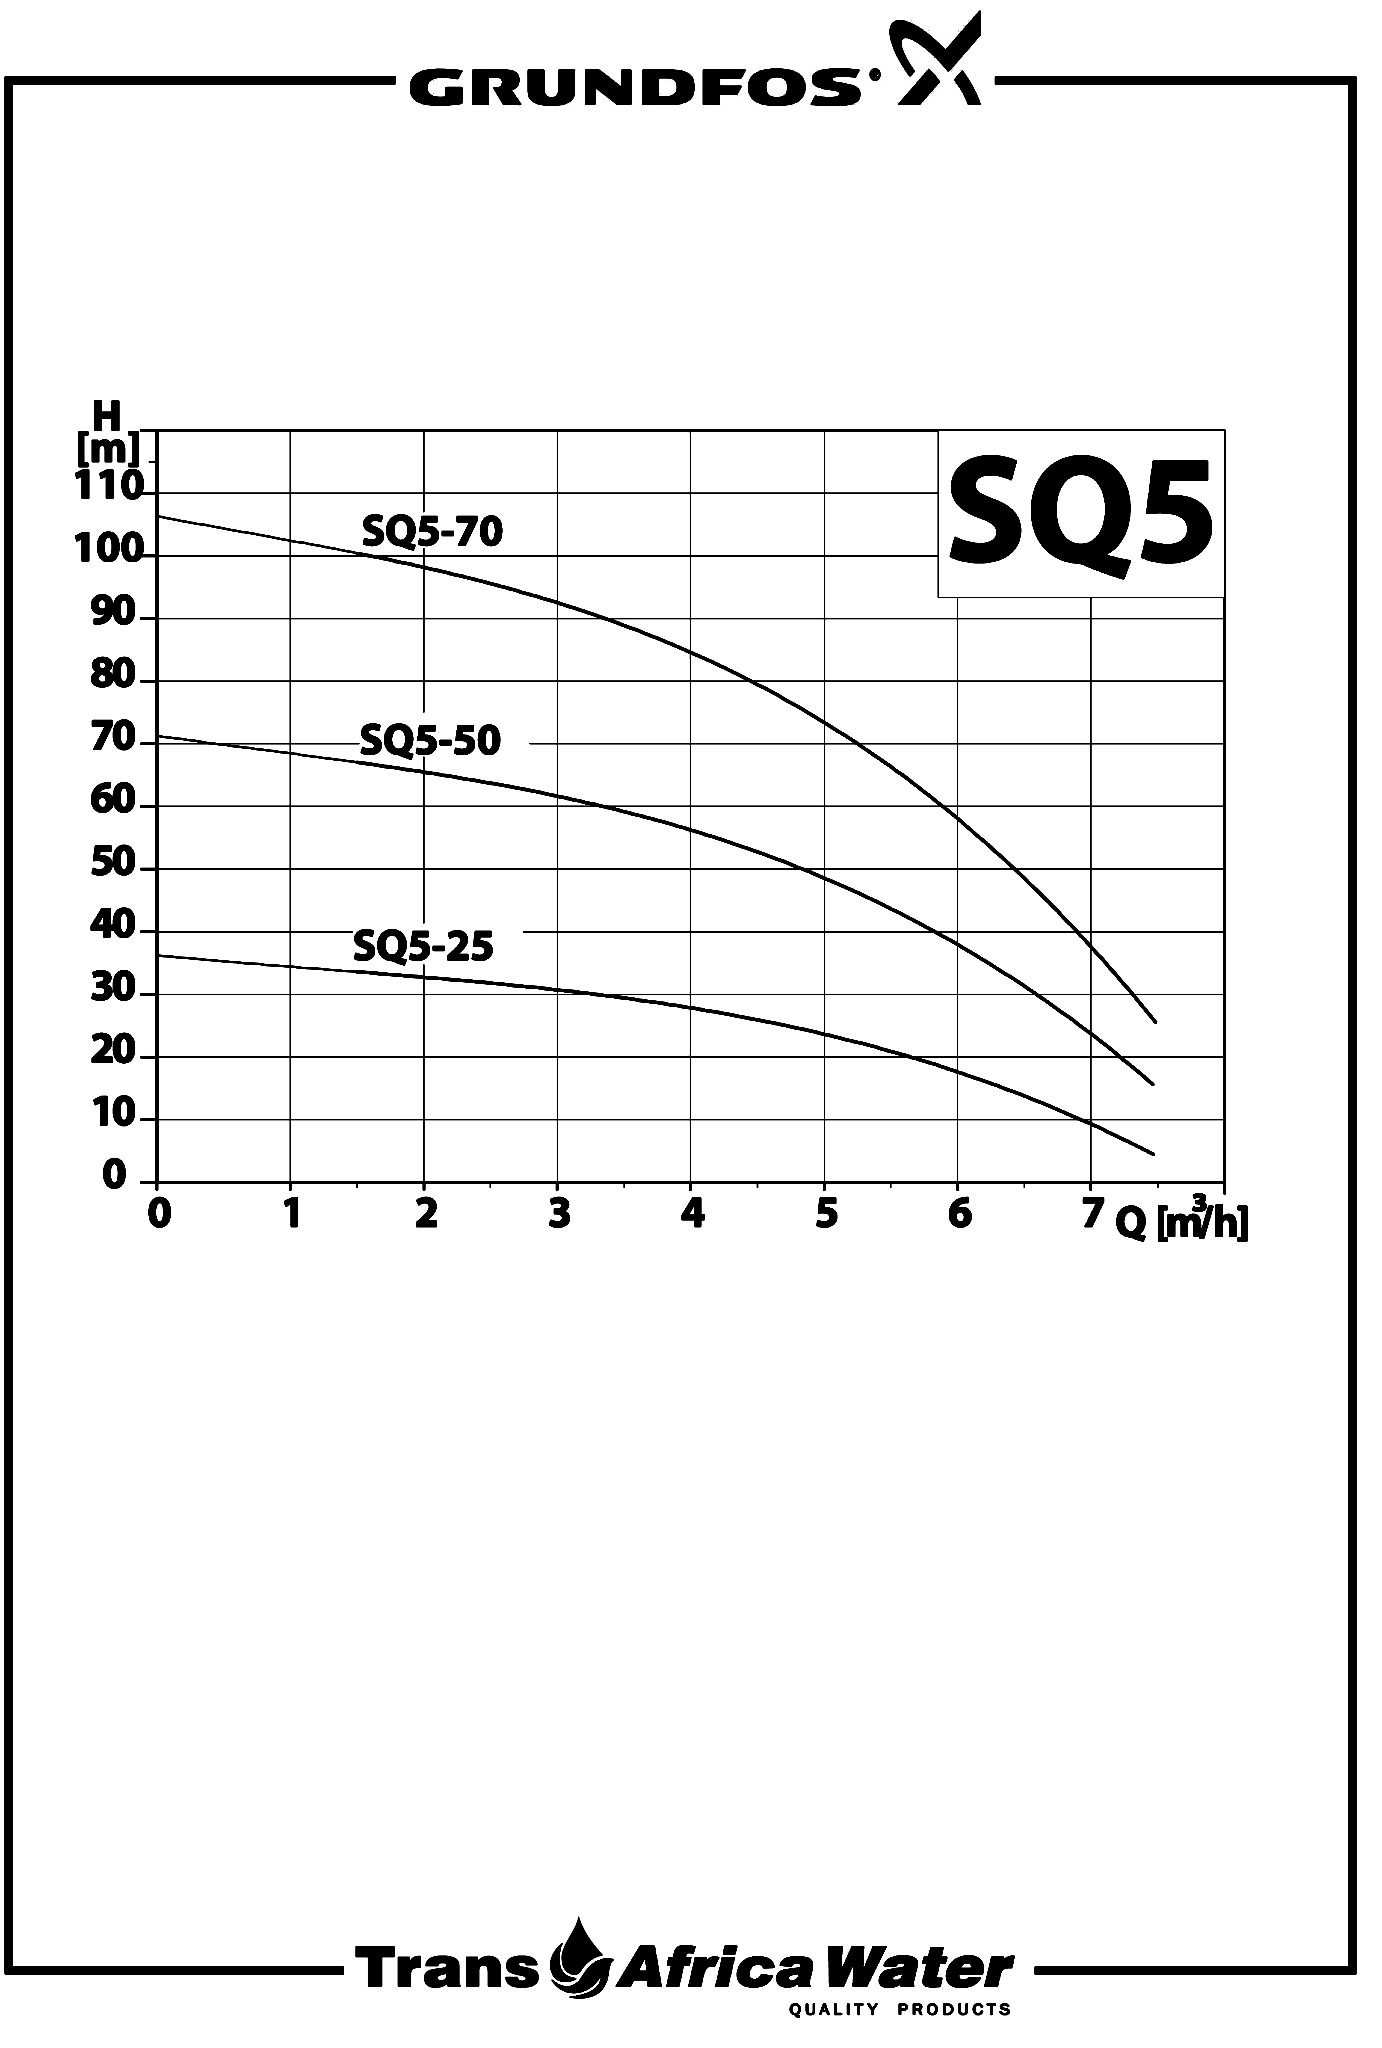 GRUNDFOS
H
[m]
SQ5
110
SQ5-70
100
90
80
70
SQ5-50
60
50
40
SQ5-25
30
20
10
0
0 1 2 3 4 5 6 7 Q [m³/h]
Trans Africa Water
QUALITY PRODUCTS